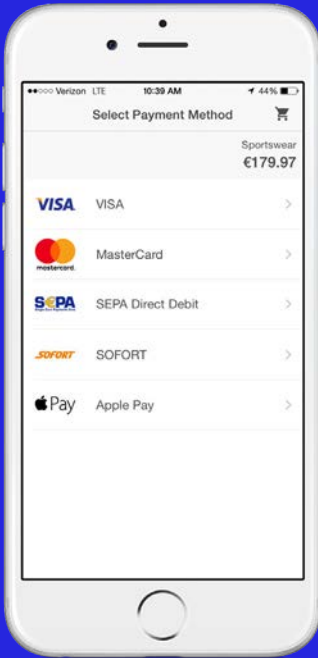 Verizon LTE 10:39 AM 44%
Select Payment Method
Sportswear
€179.97
VISA VISA
mastercard. MasterCard
S€PA SEPA Direct Debit
SOFORT SOFORT
Pay Apple Pay